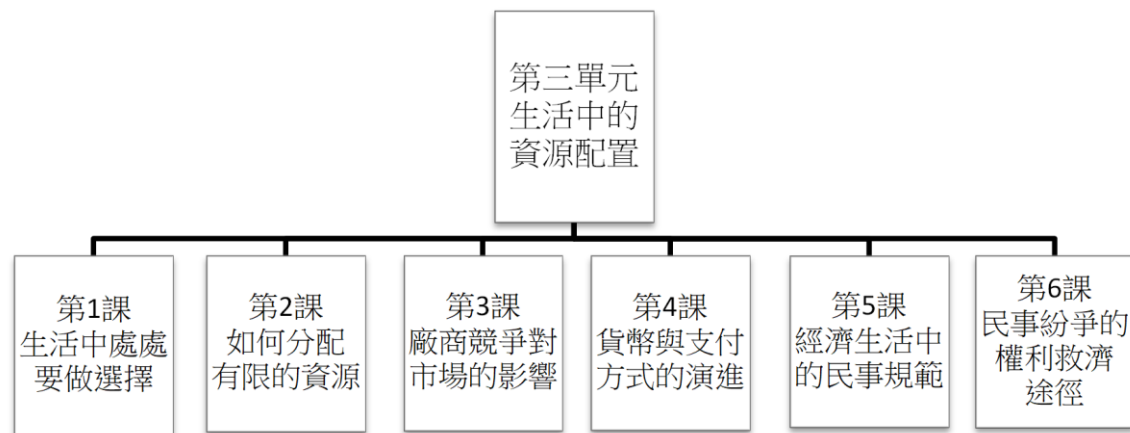 第三單元
生活中的
資源配置
第1課
生活中處處
要做選擇
第2課
如何分配
有限的資源
第3課
廠商競爭對
市場的影響
第4課
貨幣與支付
方式的演進
第5課
經濟生活中
的民事規範
第6課
民事紛爭的
權利救濟
途徑